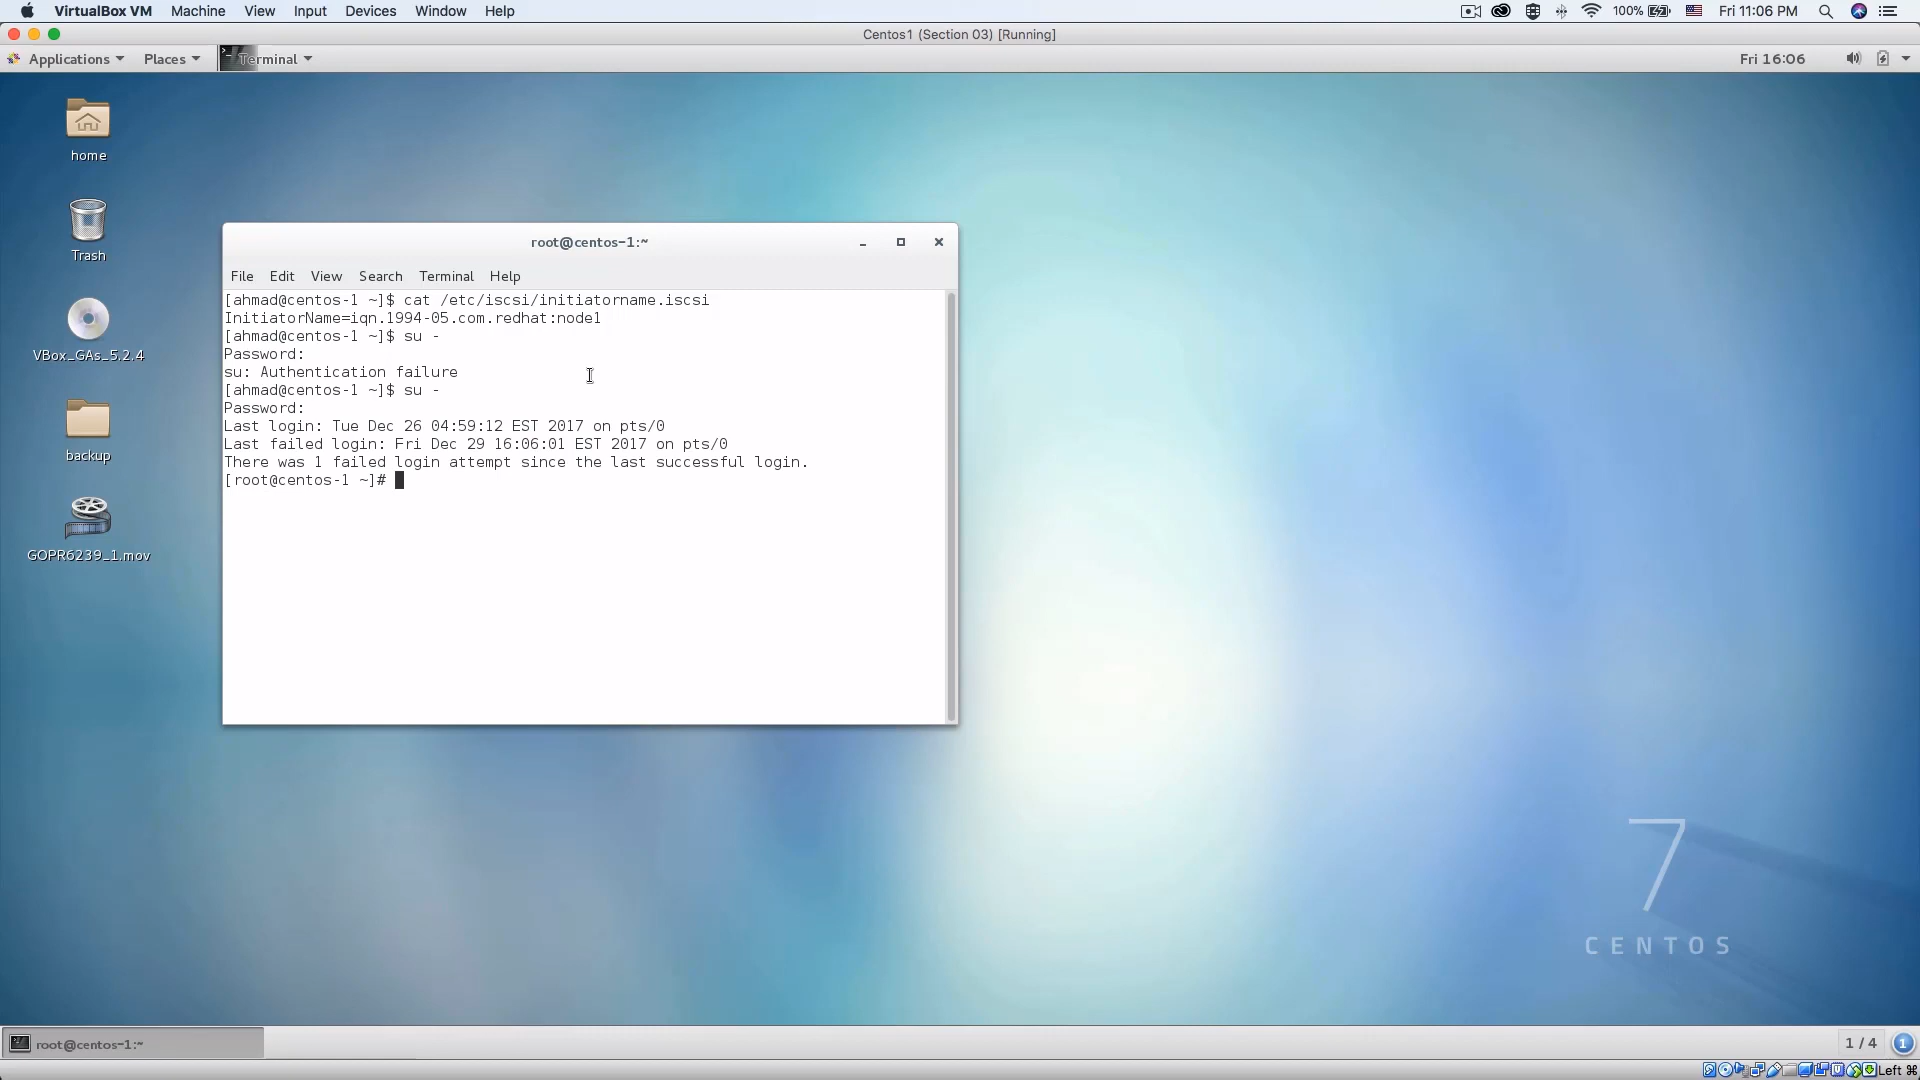 VirtualBox VM Machine View Input Devices Window Help 100% Fri 11:06 PM
Centos1 (Section 03) [Running]
Applications Places Terminal Fri 16:06
home
Trash
VBox_GAs_5.2.4
backup
GOPR6239_1.mov
root@centos-1:~
File Edit View Search Terminal Help
[ahmad@centos-1 ~]$ cat /etc/iscsi/initiatorname.iscsi
InitiatorName=iqn.1994-05.com.redhat:node1
[ahmad@centos-1 ~]$ su -
Password:
su: Authentication failure
[ahmad@centos-1 ~]$ su -
Password:
Last login: Tue Dec 26 04:59:12 EST 2017 on pts/0
Last failed login: Fri Dec 29 16:06:01 EST 2017 on pts/0
There was 1 failed login attempt since the last successful login.
[root@centos-1 ~]#
7
CENTOS
root@centos-1:~ 1 / 4 1
Left ⌘